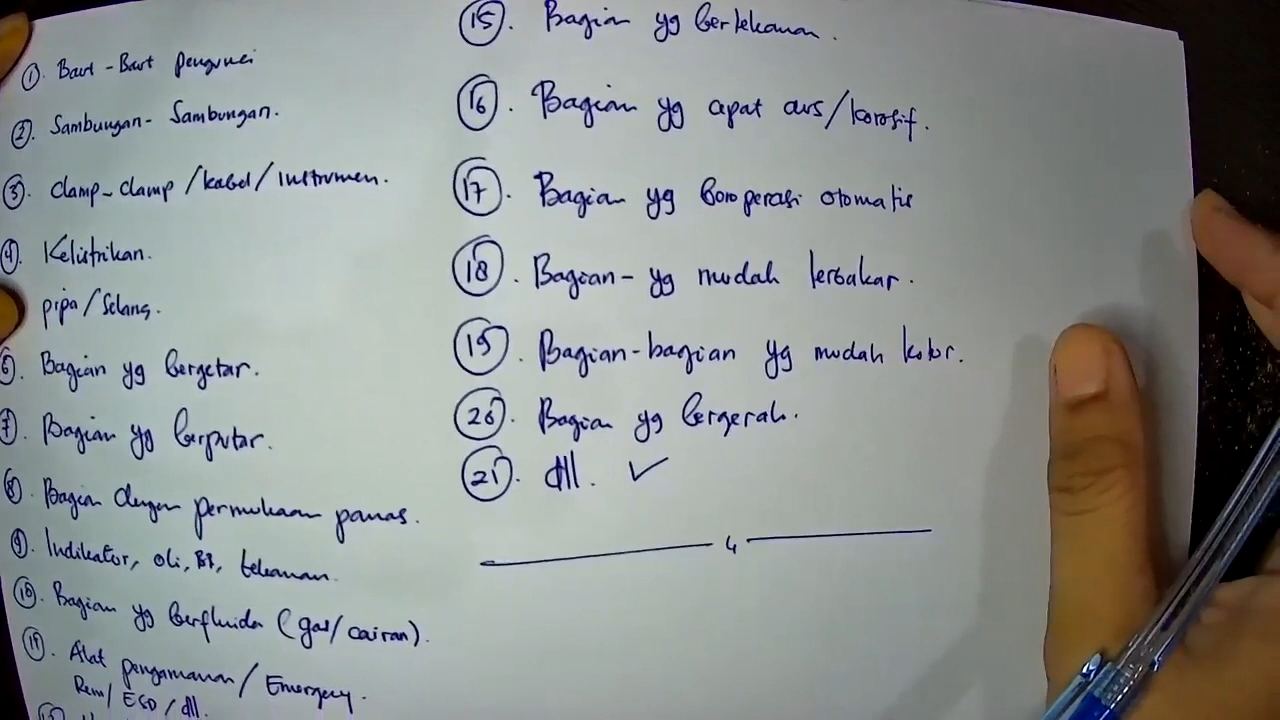 ① Baut - Baut pengunci
② Sambungan - Sambungan.
③ Clamp - clamp / kabel / instrumen.
④ Kelistrikan.
pipa / Selang.
⑥ Bagian yg bergetar.
⑦ Bagian yg berputar.
⑧ Bagian dengan permukaan panas.
⑨ Indikator, oli, BB, tekanan.
⑩ Bagian yg berfluida (gas/cairan).
⑪ Alat pengamanan / Emergency.
Rem / ESD / dll.
⑮. Bagian yg bertekanan.
⑯. Bagian yg cepat aus/korosif.
⑰. Bagian yg beroperasi otomatis
⑱. Bagian - yg mudah terbakar.
⑲. Bagian-bagian yg mudah kotor.
⑳. Bagian yg bergerak.
㉑. dll. ✓